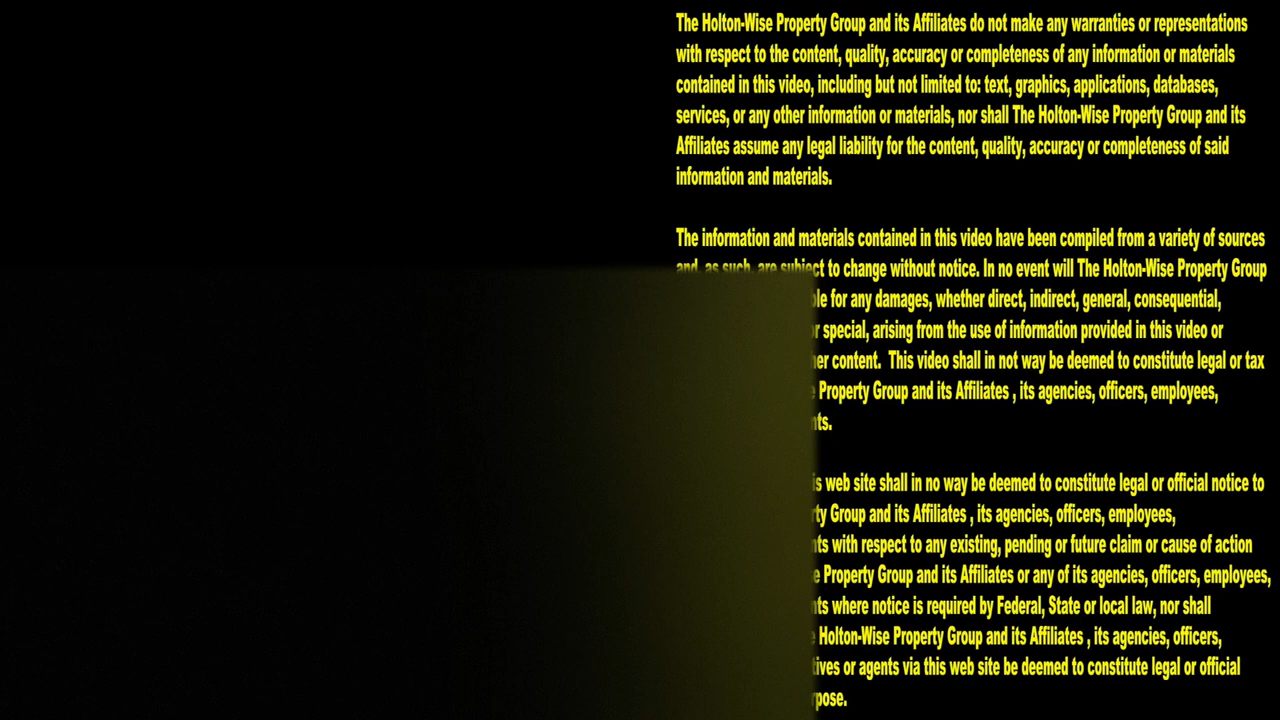 The Holton-Wise Property Group and its Affiliates do not make any warranties or representations
with respect to the content, quality, accuracy or completeness of any information or materials
contained in this video, including but not limited to: text, graphics, applications, databases,
services, or any other information or materials, nor shall The Holton-Wise Property Group and its
Affiliates assume any legal liability for the content, quality, accuracy or completeness of said
information and materials.
The information and materials contained in this video have been compiled from a variety of sources
and, as such, are subject to change without notice. In no event will The Holton-Wise Property Group
for any damages, whether direct, indirect, general, consequential,
special, arising from the use of information provided in this video or
content. This video shall in not way be deemed to constitute legal or tax
Property Group and its Affiliates , its agencies, officers, employees,
web site shall in no way be deemed to constitute legal or official notice to
Group and its Affiliates , its agencies, officers, employees,
with respect to any existing, pending or future claim or cause of action
Property Group and its Affiliates or any of its agencies, officers, employees,
where notice is required by Federal, State or local law, nor shall
Holton-Wise Property Group and its Affiliates , its agencies, officers,
or agents via this web site be deemed to constitute legal or official